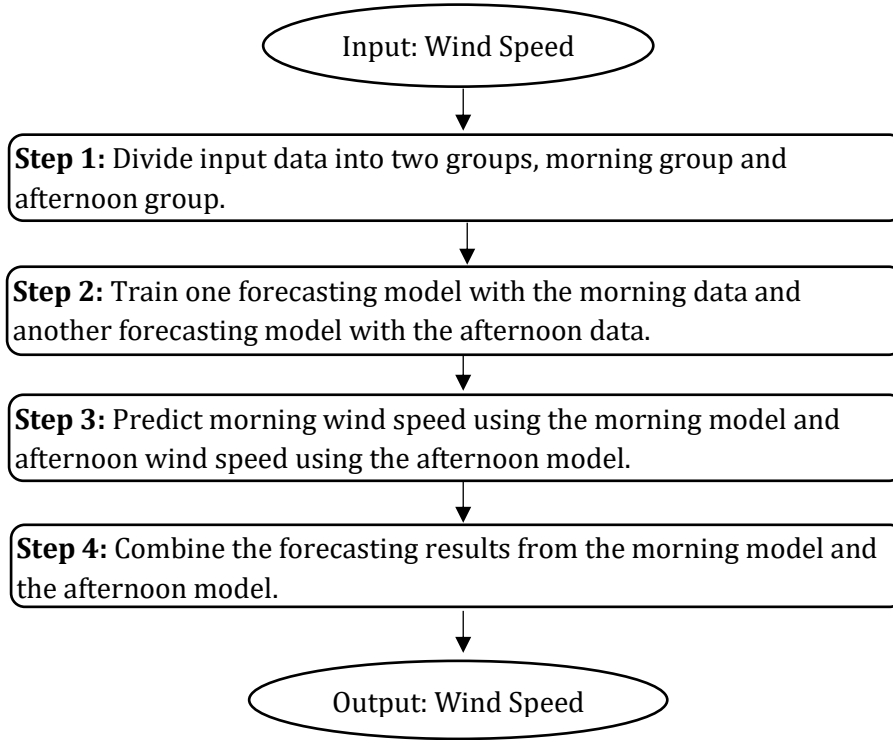 Input: Wind Speed
Step 1: Divide input data into two groups, morning group and
afternoon group.
Step 2: Train one forecasting model with the morning data and
another forecasting model with the afternoon data.
Step 3: Predict morning wind speed using the morning model and
afternoon wind speed using the afternoon model.
Step 4: Combine the forecasting results from the morning model and
the afternoon model.
Output: Wind Speed